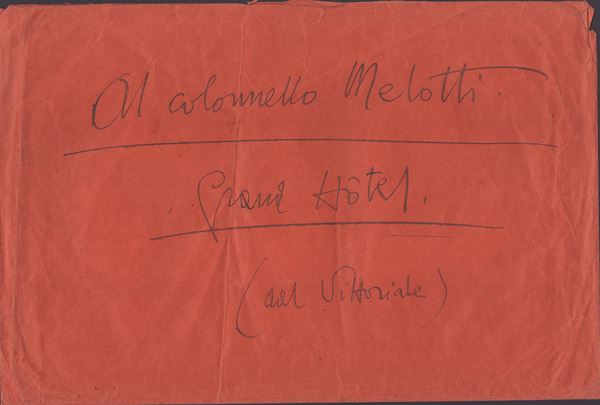 Al colonnello Melotti.
Grand Hôtel.
(dal Vittoriale)